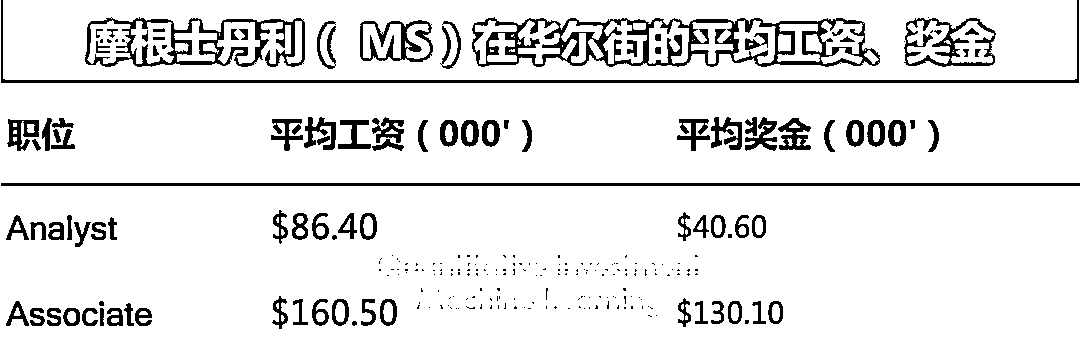 摩根士丹利（ MS）在华尔街的平均工资、奖金
职位 平均工资（000'） 平均奖金（000'）
Analyst $86.40 $40.60
Quantitative Investment
Machine Learning
Associate $160.50 $130.10